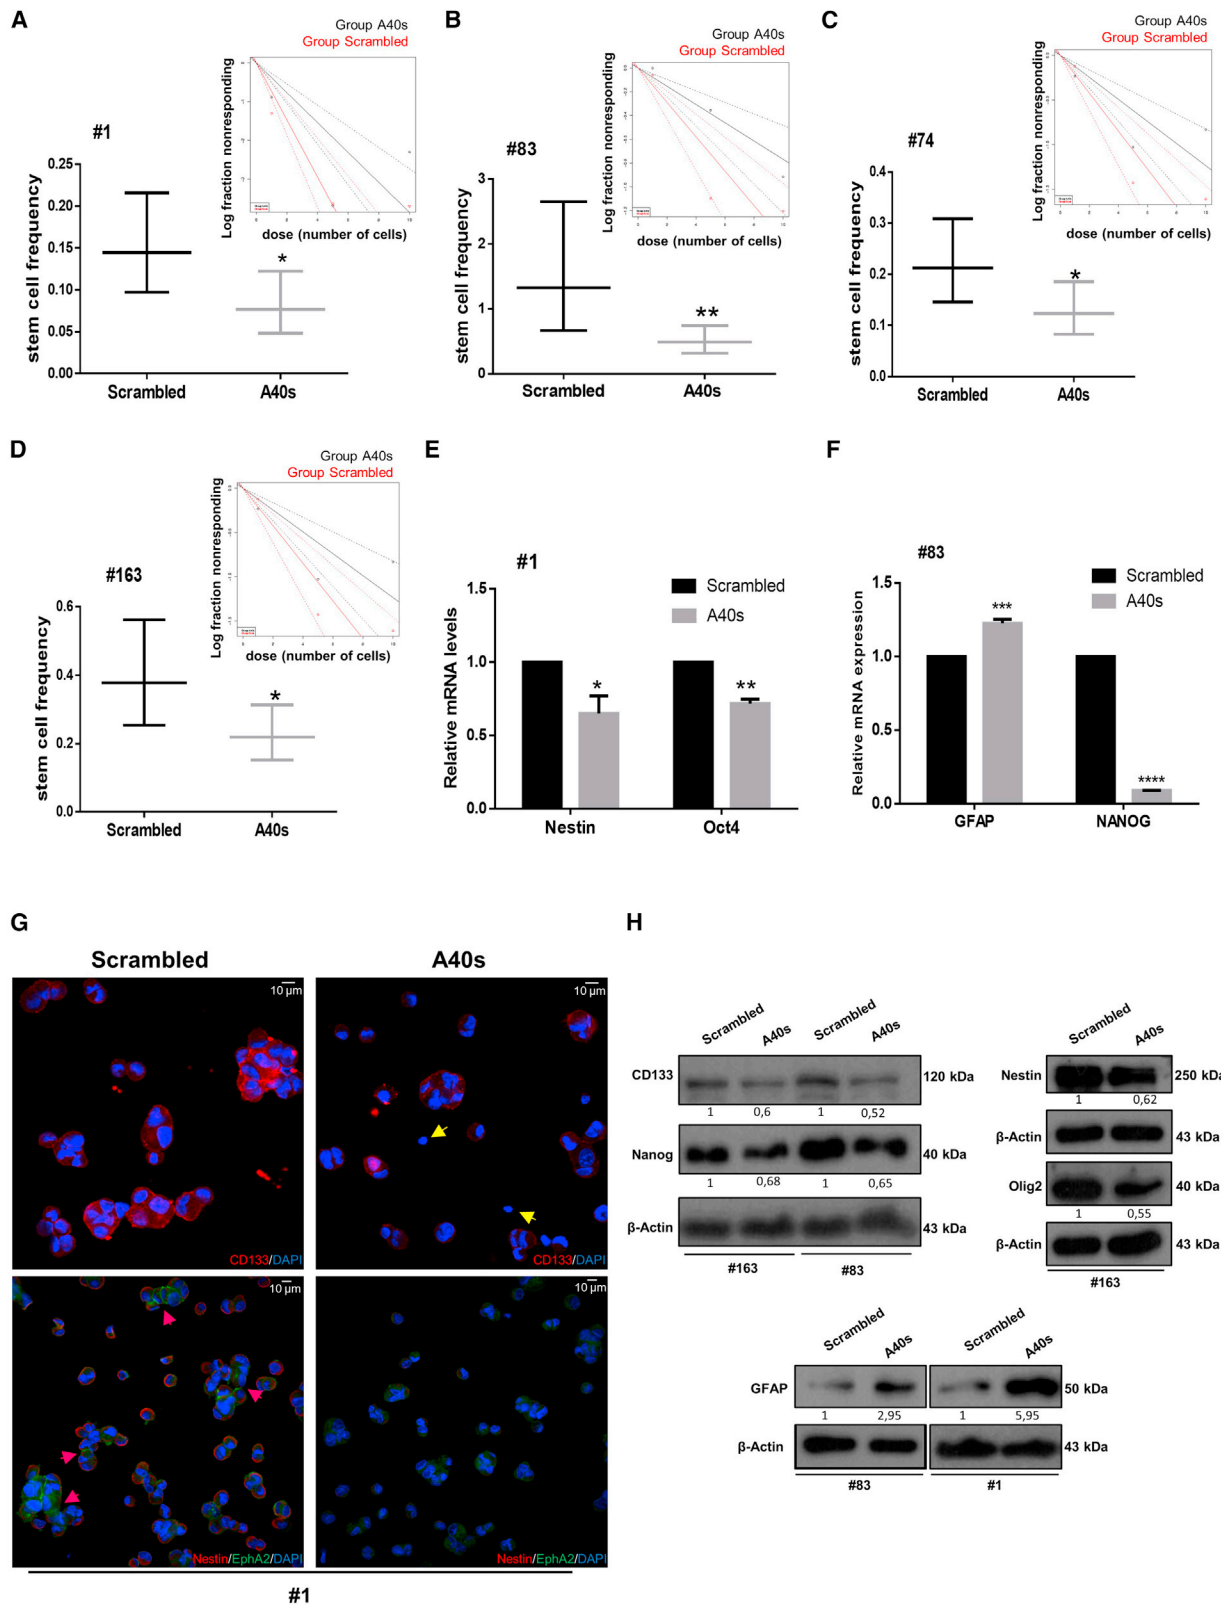 A
Group A40s
Group Scrambled
#1
stem cell frequency
0.25
0.20
0.15
0.10
0.05
0.00
*
Scrambled
A40s
Log fraction nonresponding
dose (number of cells)
B
Group A40s
Group Scrambled
#83
stem cell frequency
3
2
1
0
**
Scrambled
A40s
Log fraction nonresponding
dose (number of cells)
C
Group A40s
Group Scrambled
#74
stem cell frequency
0.4
0.3
0.2
0.1
0.0
*
Scrambled
A40s
Log fraction nonresponding
dose (number of cells)
D
Group A40s
Group Scrambled
#163
stem cell frequency
0.6
0.4
0.2
0.0
*
Scrambled
A40s
Log fraction nonresponding
dose (number of cells)
E
#1
Scrambled
A40s
Relative mRNA levels
1.5
1.0
0.5
0.0
*
**
Nestin
Oct4
F
#83
Scrambled
A40s
Relative mRNA expression
1.5
1.0
0.5
0.0
***
****
GFAP
NANOG
G
Scrambled
A40s
10 µm
10 µm
CD133/DAPI
CD133/DAPI
10 µm
10 µm
Nestin/EphA2/DAPI
Nestin/EphA2/DAPI
#1
H
Scrambled
A40s
Scrambled
A40s
CD133
120 kDa
1 0,6 1 0,52
Nanog
40 kDa
1 0,68 1 0,65
β-Actin
43 kDa
#163
#83
Scrambled
A40s
Nestin
250 kDa
1 0,62
β-Actin
43 kDa
Olig2
40 kDa
1 0,55
β-Actin
43 kDa
#163
Scrambled
A40s
Scrambled
A40s
GFAP
50 kDa
1 2,95 1 5,95
β-Actin
43 kDa
#83
#1